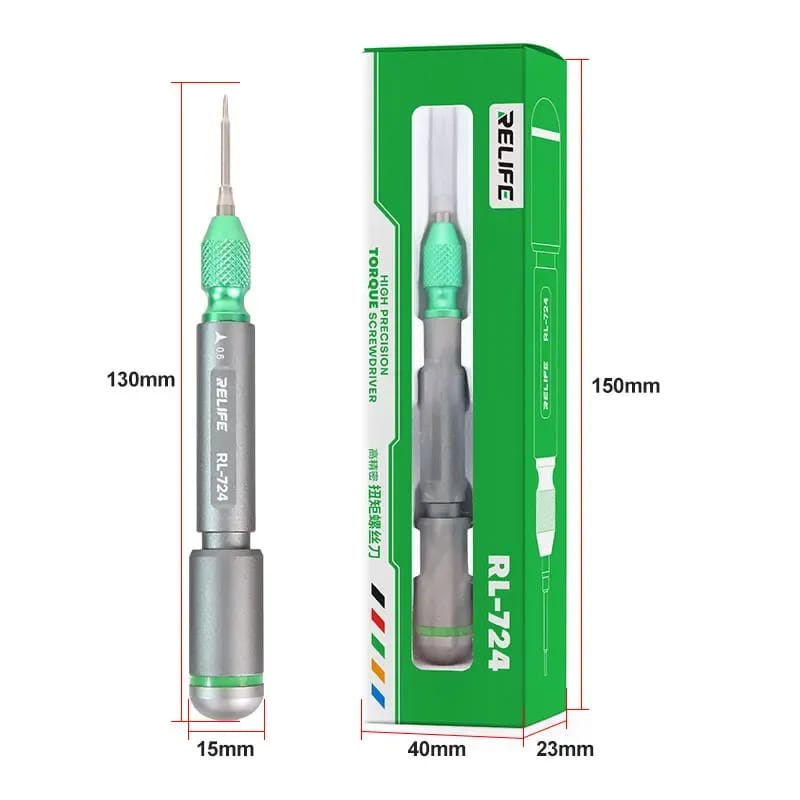 130mm
0.6
RELIFE
RL-724
15mm
HIGH PRECISION
TORQUE SCREWDRIVER
高精密 扭矩螺丝刀
RELIFE
RL-724
RL-724
RELIFE
150mm
40mm
23mm